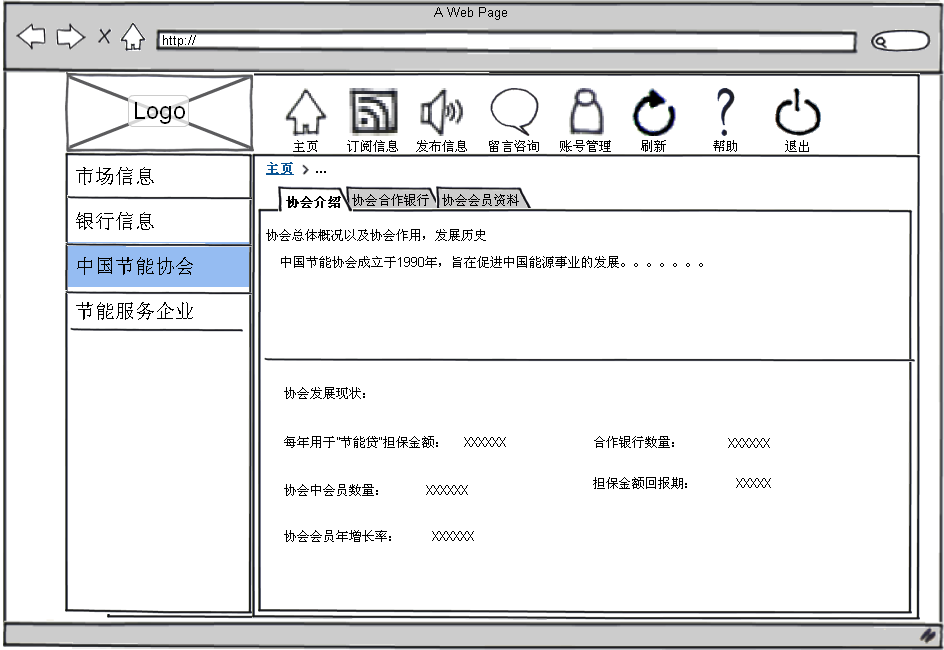 A Web Page
http://
Logo
主页 订阅信息 发布信息 留言咨询 账号管理 刷新 帮助 退出
市场信息
银行信息
中国节能协会
节能服务企业
主页 > ...
协会介绍 协会合作银行 协会会员资料
协会总体概况以及协会作用，发展历史
中国节能协会成立于1990年，旨在促进中国能源事业的发展。。。。。。。
协会发展现状：
每年用于"节能贷"担保金额： XXXXXX 合作银行数量： XXXXXX
协会中会员数量： XXXXXX 担保金额回报期： XXXXX
协会会员年增长率： XXXXXX